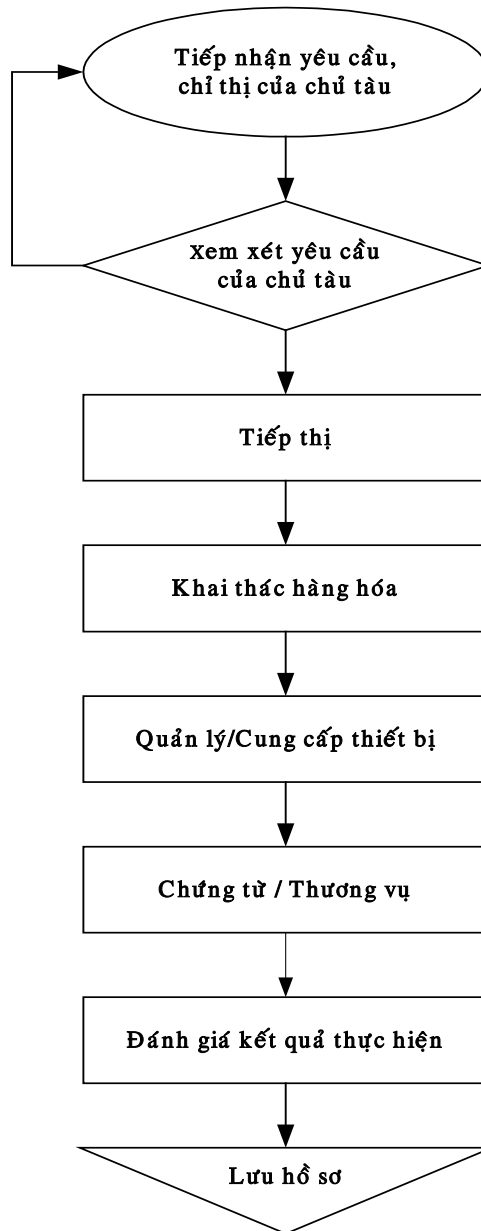 Tiếp nhận yêu cầu,
chỉ thị của chủ tàu
Xem xét yêu cầu
của chủ tàu
Tiếp thị
Khai thác hàng hóa
Quản lý/Cung cấp thiết bị
Chứng từ / Thương vụ
Đánh giá kết quả thực hiện
Lưu hồ sơ